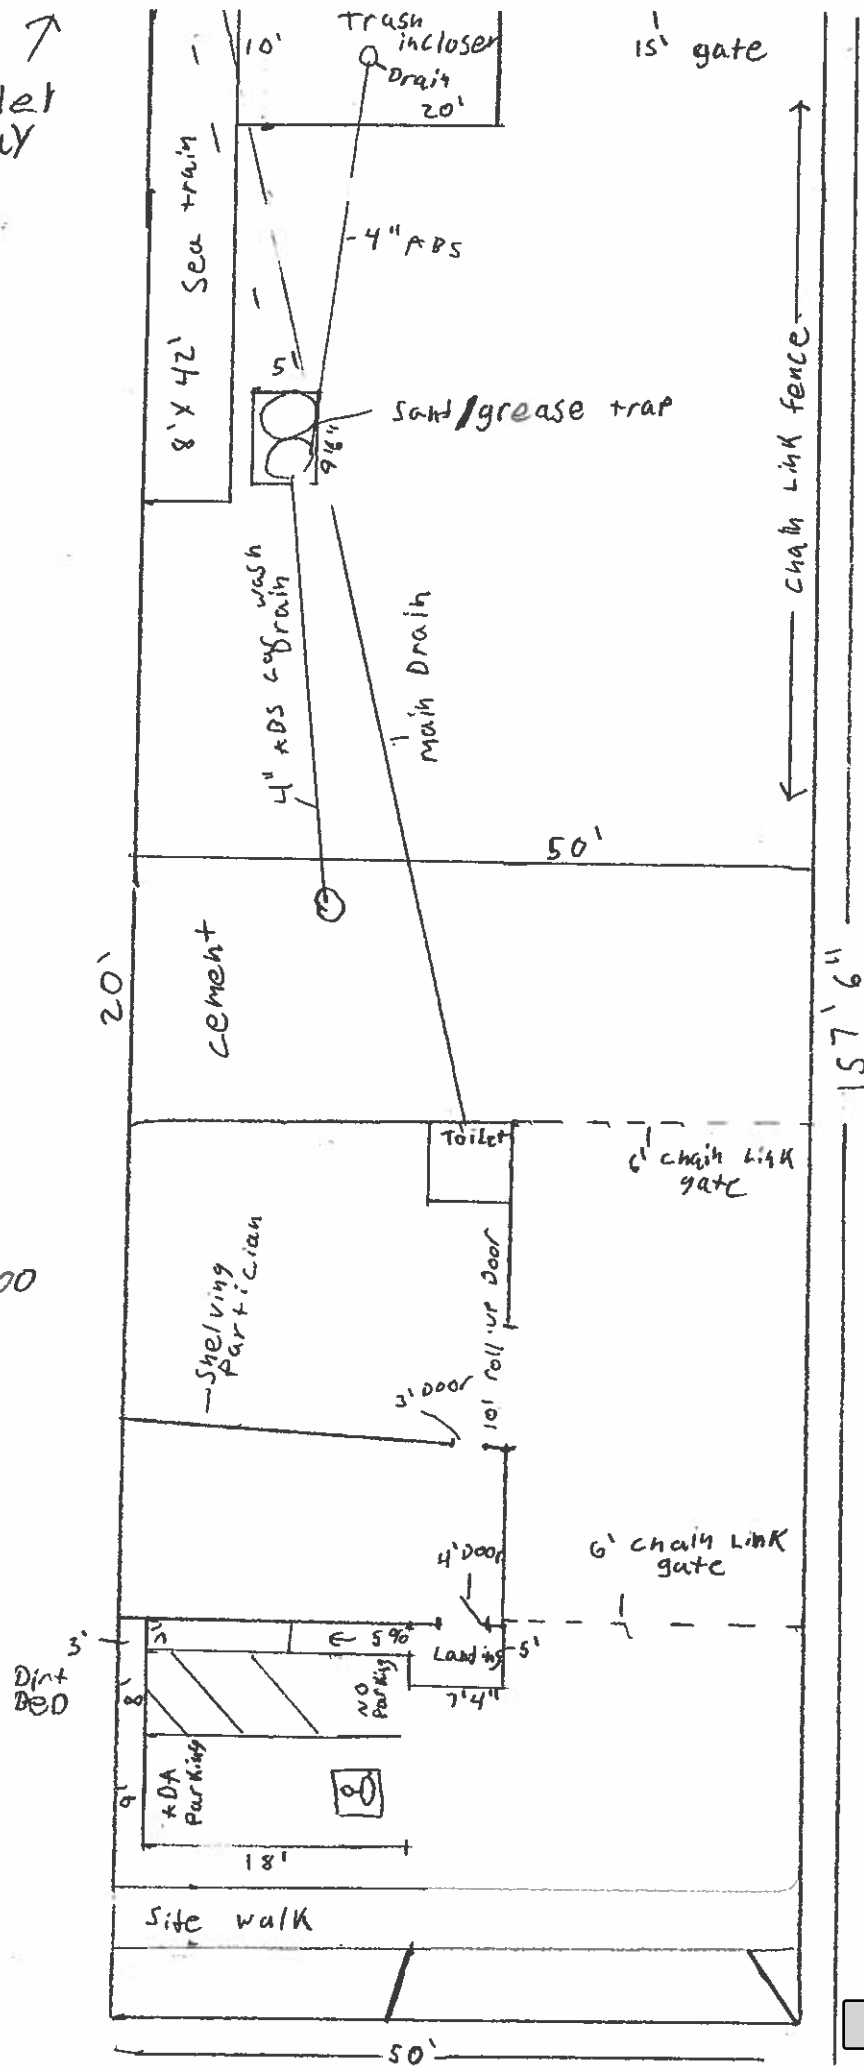 Trash
incloser
10'
Drain
20'
15' gate
8' X 42' Sea train
4" ABS
5'
Sand/grease trap
9'6"
Chain Link fence
4" ABS car wash
Drain
main Drain
50'
20'
cement
157' 6"
Toilet
6' chain Link
gate
Shelving
Partician
3' Door
10' roll-up Door
4' Door
6' chain Link
gate
3'
← 5%
Landing
5'
7'4"
Dirt
BED
8'
NO
Parking
9'
ADA
Parking
18'
Site walk
50'